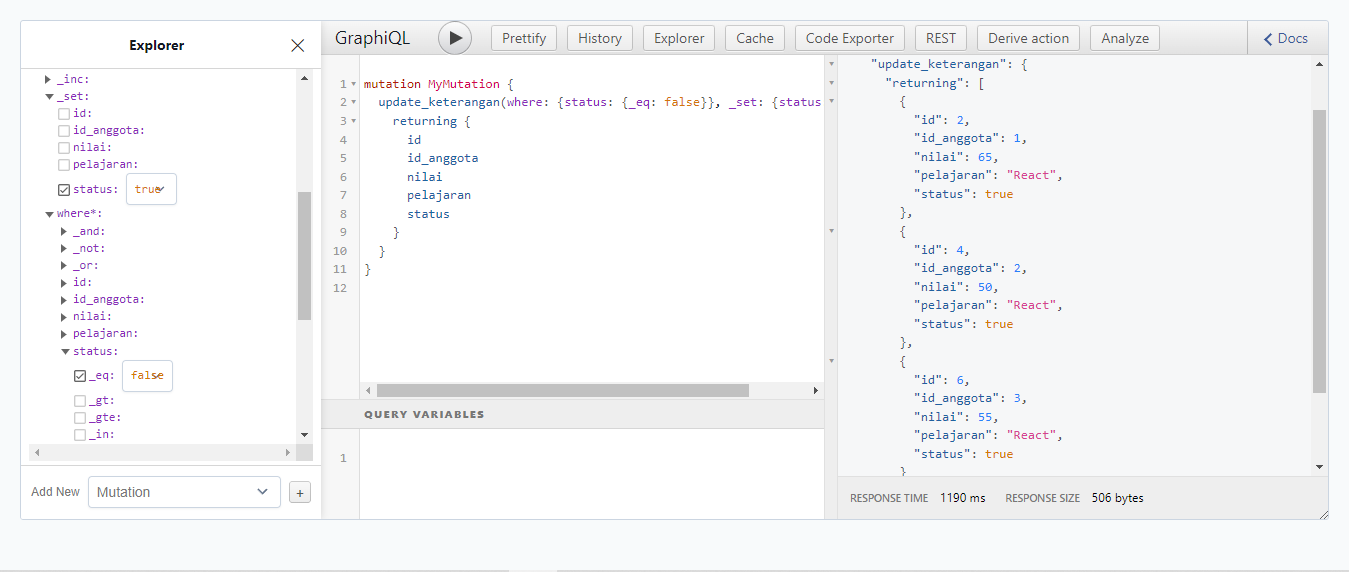 Explorer
_inc:
_set:
id:
id_anggota:
nilai:
pelajaran:
status: true
where*:
_and:
_not:
_or:
id:
id_anggota:
nilai:
pelajaran:
status:
_eq: false
_gt:
_gte:
_in:
Add New Mutation +
GraphiQL Prettify History Explorer Cache Code Exporter REST Derive action Analyze Docs
1 mutation MyMutation {
2 update_keterangan(where: {status: {_eq: false}}, _set: {status
3 returning {
4 id
5 id_anggota
6 nilai
7 pelajaran
8 status
9 }
10 }
11 }
12
QUERY VARIABLES
1
"update_keterangan": {
"returning": [
{
"id": 2,
"id_anggota": 1,
"nilai": 65,
"pelajaran": "React",
"status": true
},
{
"id": 4,
"id_anggota": 2,
"nilai": 50,
"pelajaran": "React",
"status": true
},
{
"id": 6,
"id_anggota": 3,
"nilai": 55,
"pelajaran": "React",
"status": true
}
RESPONSE TIME 1190 ms RESPONSE SIZE 506 bytes